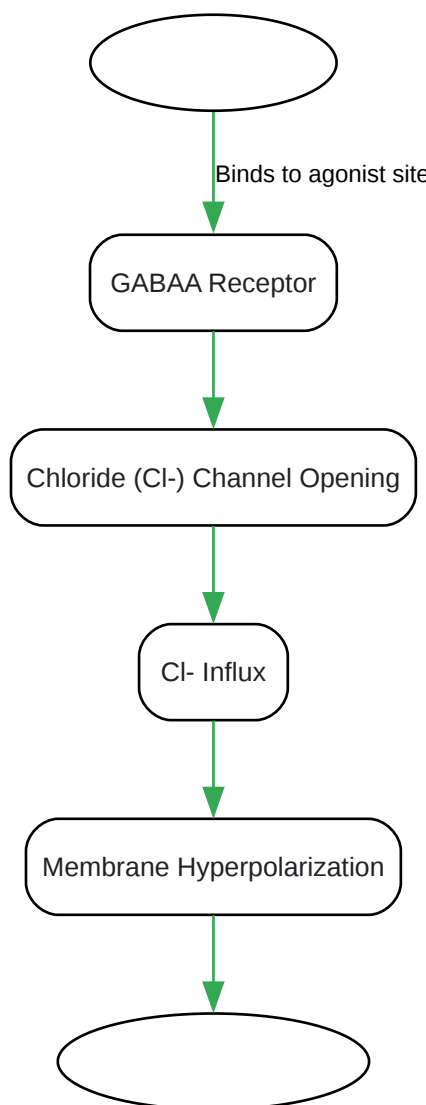 Binds to agonist site
GABAA Receptor
Chloride (Cl-) Channel Opening
Cl- Influx
Membrane Hyperpolarization